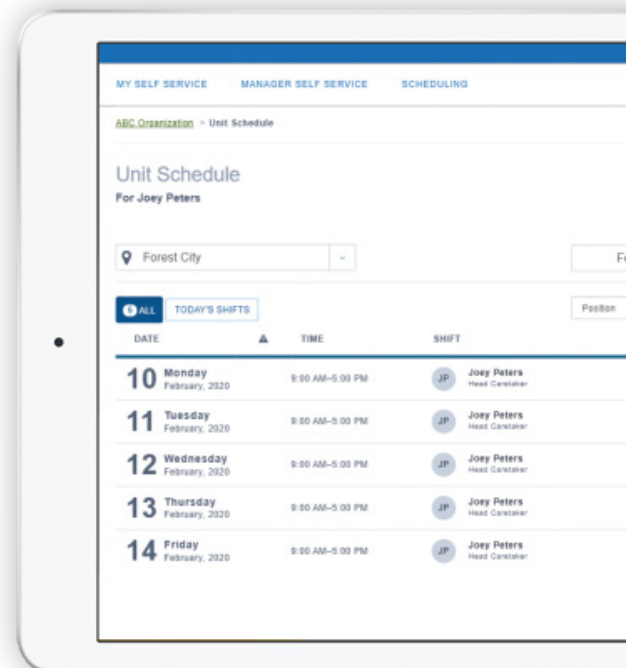 MY SELF SERVICE MANAGER SELF SERVICE SCHEDULING
ABC Organization > Unit Schedule
Unit Schedule
For Joey Peters
Forest City
6 ALL TODAY'S SHIFTS Position
DATE TIME SHIFT
10 Monday 9:00 AM–5:00 PM JP Joey Peters
February, 2020 Head Caretaker
11 Tuesday 9:00 AM–5:00 PM JP Joey Peters
February, 2020 Head Caretaker
12 Wednesday 9:00 AM–5:00 PM JP Joey Peters
February, 2020 Head Caretaker
13 Thursday 9:00 AM–5:00 PM JP Joey Peters
February, 2020 Head Caretaker
14 Friday 9:00 AM–5:00 PM JP Joey Peters
February, 2020 Head Caretaker